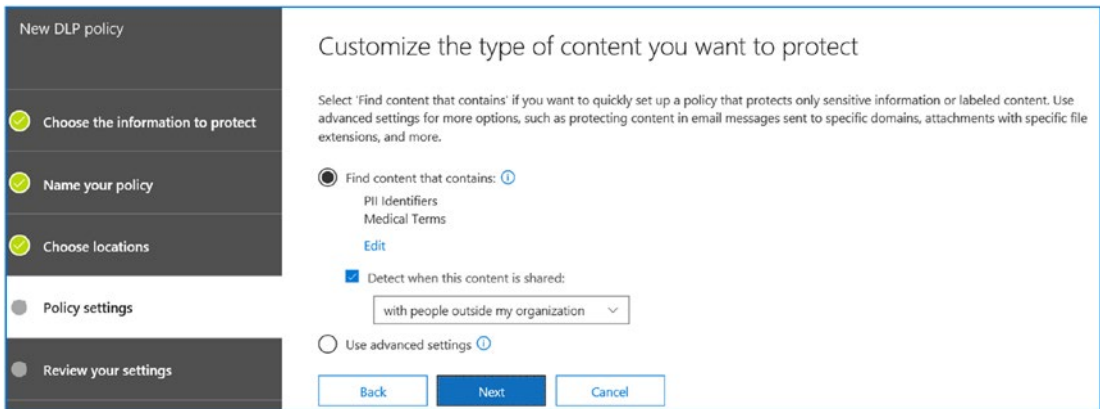 New DLP policy
Choose the information to protect
Name your policy
Choose locations
Policy settings
Review your settings
Customize the type of content you want to protect
Select 'Find content that contains' if you want to quickly set up a policy that protects only sensitive information or labeled content. Use
advanced settings for more options, such as protecting content in email messages sent to specific domains, attachments with specific file
extensions, and more.
Find content that contains:
PII Identifiers
Medical Terms
Edit
Detect when this content is shared:
with people outside my organization
Use advanced settings
Back
Next
Cancel